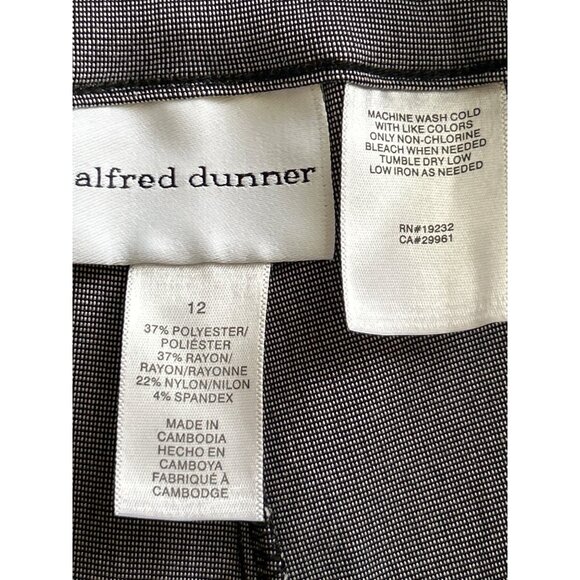 alfred dunner
12
37% POLYESTER/
POLIÉSTER
37% RAYON/
RAYON/RAYONNE
22% NYLON/NILON
4% SPANDEX
MADE IN
CAMBODIA
HECHO EN
CAMBOYA
FABRIQUÉ À
CAMBODGE
MACHINE WASH COLD
WITH LIKE COLORS
ONLY NON-CHLORINE
BLEACH WHEN NEEDED
TUMBLE DRY LOW
LOW IRON AS NEEDED
RN#19232
CA#29961